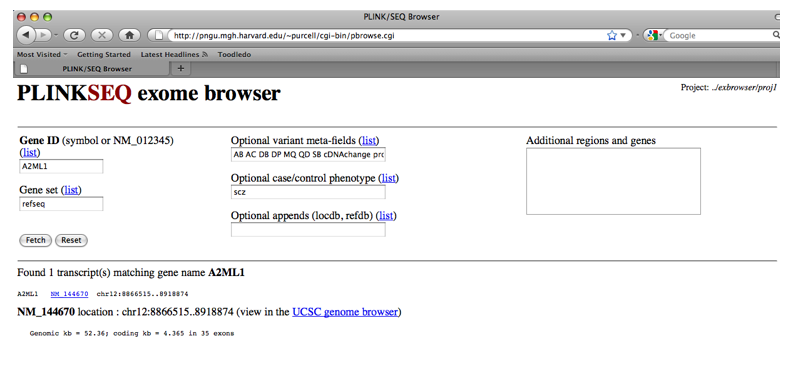 PLINK/SEQ Browser
http://pngu.mgh.harvard.edu/~purcell/cgi-bin/pbrowse.cgi
Google
Most Visited Getting Started Latest Headlines Toodledo
PLINK/SEQ Browser +
PLINKSEQ exome browser
Project: ../exbrowser/proj1
Gene ID (symbol or NM_012345)
(list)
A2ML1
Gene set (list)
refseq
Fetch Reset
Optional variant meta-fields (list)
AB AC DB DP MQ QD SB cDNAchange pro
Optional case/control phenotype (list)
scz
Optional appends (locdb, refdb) (list)
Additional regions and genes
Found 1 transcript(s) matching gene name A2ML1
A2ML1 NM_144670 chr12:8866515..8918874
NM_144670 location : chr12:8866515..8918874 (view in the UCSC genome browser)
Genomic kb = 52.36; coding kb = 4.365 in 35 exons